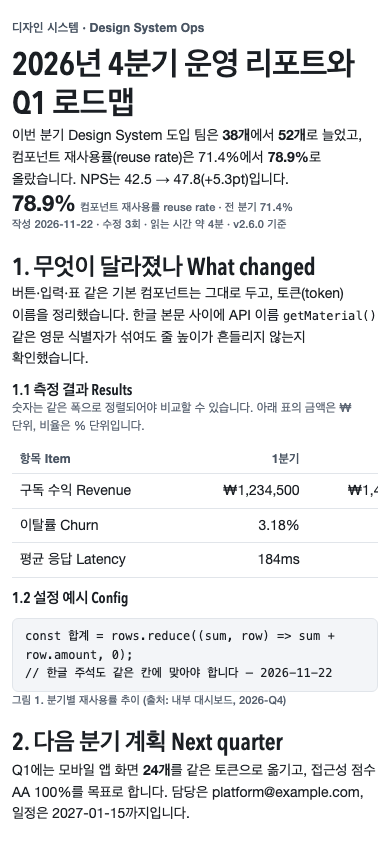 디자인 시스템 · Design System Ops
2026년 4분기 운영 리포트와
Q1 로드맵
이번 분기 Design System 도입 팀은 38개에서 52개로 늘었고,
컴포넌트 재사용률(reuse rate)은 71.4%에서 78.9%로
올랐습니다. NPS는 42.5 → 47.8(+5.3pt)입니다.
78.9% 컴포넌트 재사용률 reuse rate · 전 분기 71.4%
작성 2026-11-22 · 수정 3회 · 읽는 시간 약 4분 · v2.6.0 기준
1. 무엇이 달라졌나 What changed
버튼·입력·표 같은 기본 컴포넌트는 그대로 두고, 토큰(token)
이름을 정리했습니다. 한글 본문 사이에 API 이름 getMaterial()
같은 영문 식별자가 섞여도 줄 높이가 흔들리지 않는지
확인했습니다.
1.1 측정 결과 Results
숫자는 같은 폭으로 정렬되어야 비교할 수 있습니다. 아래 표의 금액은 ₩
단위, 비율은 % 단위입니다.
항목 Item 1분기
구독 수익 Revenue ₩1,234,500 ₩1,4
이탈률 Churn 3.18%
평균 응답 Latency 184ms
1.2 설정 예시 Config
const 합계 = rows.reduce((sum, row) => sum +
row.amount, 0);
// 한글 주석도 같은 칸에 맞아야 합니다 — 2026-11-22
그림 1. 분기별 재사용률 추이 (출처: 내부 대시보드, 2026-Q4)
2. 다음 분기 계획 Next quarter
Q1에는 모바일 앱 화면 24개를 같은 토큰으로 옮기고, 접근성 점수
AA 100%를 목표로 합니다. 담당은 platform@example.com,
일정은 2027-01-15까지입니다.